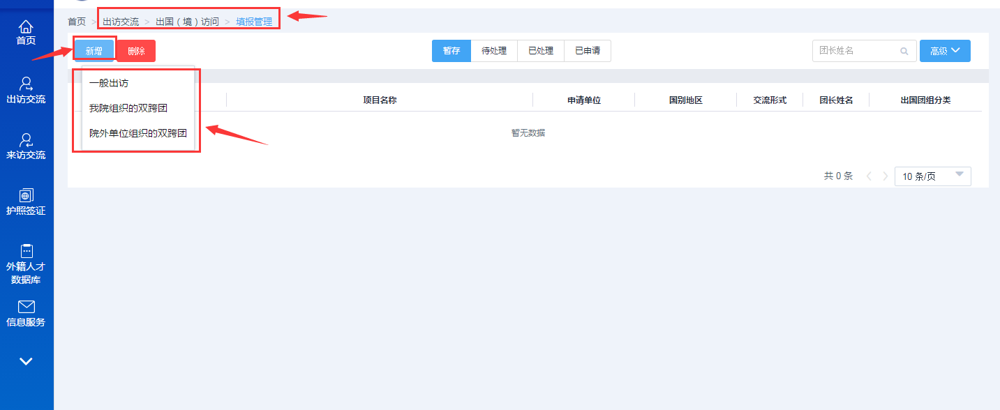 首页 > 出访交流 > 出国（境）访问 > 填报管理
首页
出访交流
来访交流
护照签证
外籍人才
数据库
信息服务
新增 删除 暂存 待处理 已处理 已申请 团长姓名 高级
一般出访
我院组织的双跨团
院外单位组织的双跨团
项目名称 申请单位 国别地区 交流形式 团长姓名 出国团组分类
暂无数据
共 0 条 10 条/页